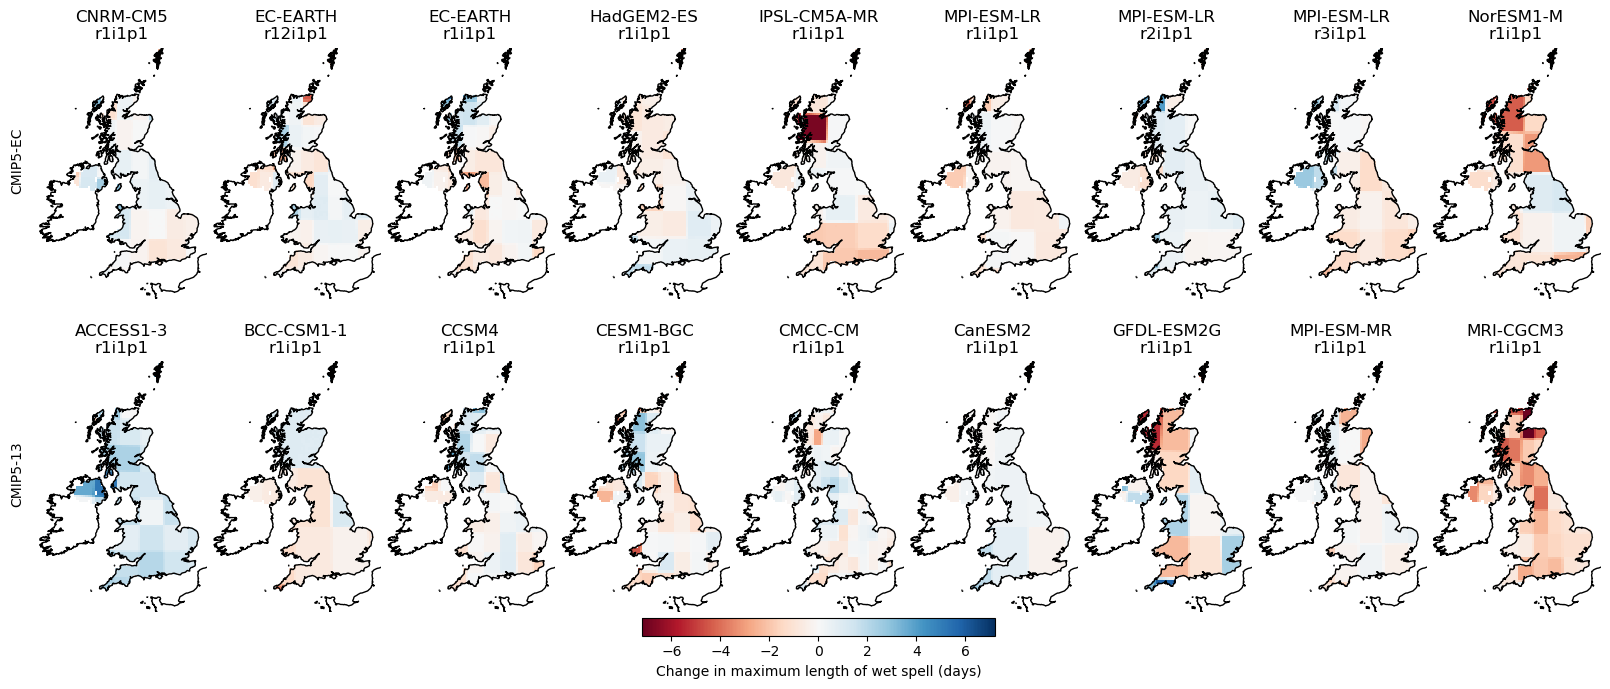 CNRM-CM5 EC-EARTH EC-EARTH HadGEM2-ES IPSL-CM5A-MR MPI-ESM-LR MPI-ESM-LR MPI-ESM-LR NorESM1-M
r1i1p1 r12i1p1 r1i1p1 r1i1p1 r1i1p1 r1i1p1 r2i1p1 r3i1p1 r1i1p1
CMIP5-EC
ACCESS1-3 BCC-CSM1-1 CCSM4 CESM1-BGC CMCC-CM CanESM2 GFDL-ESM2G MPI-ESM-MR MRI-CGCM3
r1i1p1 r1i1p1 r1i1p1 r1i1p1 r1i1p1 r1i1p1 r1i1p1 r1i1p1 r1i1p1
CMIP5-13
−6 −4 −2 0 2 4 6
Change in maximum length of wet spell (days)